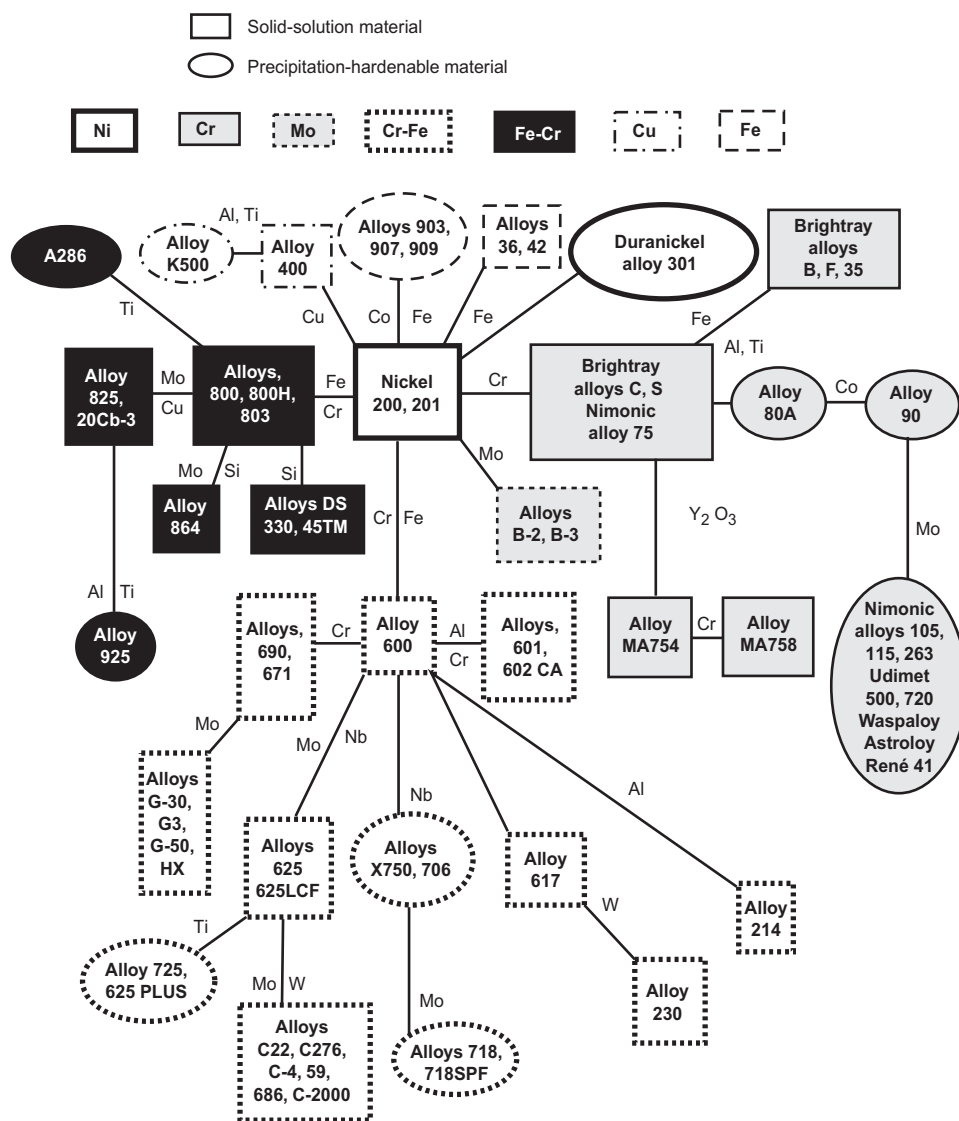 Solid-solution material
Precipitation-hardenable material
Ni
Cr
Mo
Cr-Fe
Fe-Cr
Cu
Fe
A286
Ti
Alloy
K500
Al, Ti
Alloy
400
Cu
Alloys 903,
907, 909
Co
Fe
Alloys
36, 42
Fe
Duranickel
alloy 301
Brightray
alloys
B, F, 35
Fe
Alloy
825,
20Cb-3
Mo
Cu
Alloys,
800, 800H,
803
Fe
Cr
Nickel
200, 201
Cr
Brightray
alloys C, S
Nimonic
alloy 75
Al, Ti
Alloy
80A
Co
Alloy
90
Mo
Si
Alloy
864
Si
Alloys DS
330, 45TM
Mo
Alloys
B-2, B-3
Y2 O3
Mo
Cr
Fe
Al
Ti
Alloy
925
Alloys,
690,
671
Cr
Alloy
600
Al
Cr
Alloys,
601,
602 CA
Alloy
MA754
Cr
Alloy
MA758
Nimonic
alloys 105,
115, 263
Udimet
500, 720
Waspaloy
Astroloy
René 41
Mo
Alloys
G-30,
G3,
G-50,
HX
Mo
Nb
Nb
Al
Alloys
625
625LCF
Alloys
X750, 706
Alloy
617
W
Alloy
214
Ti
Alloy 725,
625 PLUS
Mo
W
Mo
Alloy
230
Alloys
C22, C276,
C-4, 59,
686, C-2000
Alloys 718,
718SPF